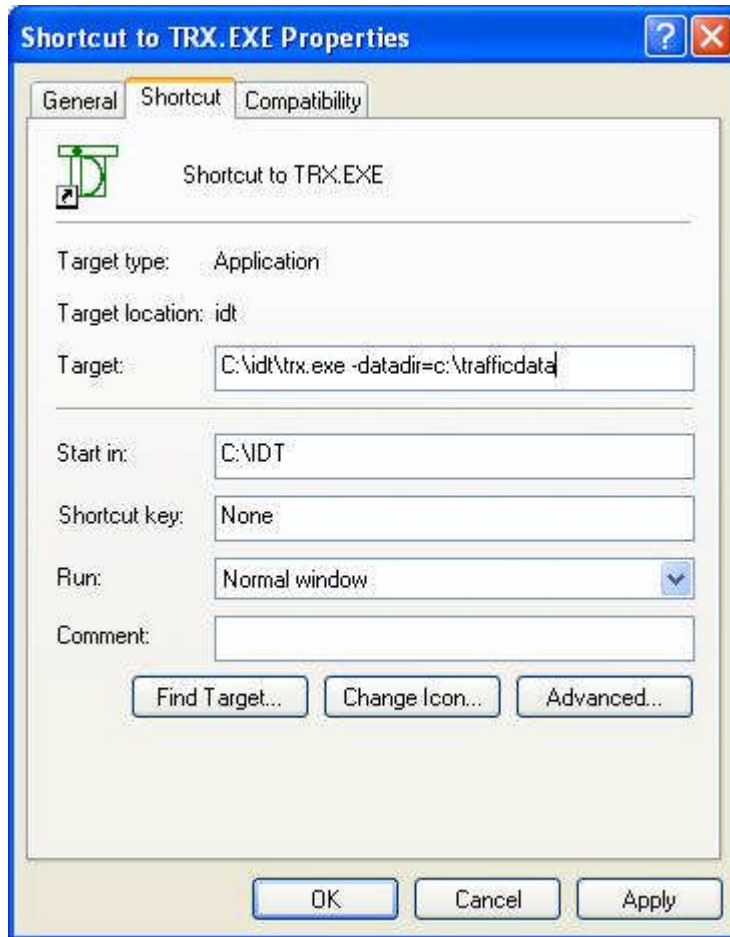 Shortcut to TRX.EXE Properties
General Shortcut Compatibility
Shortcut to TRX.EXE
Target type: Application
Target location: idt
Target: C:\idt\trx.exe -datadir=c:\trafficdata
Start in: C:\IDT
Shortcut key: None
Run: Normal window
Comment:
Find Target... Change Icon... Advanced...
OK Cancel Apply